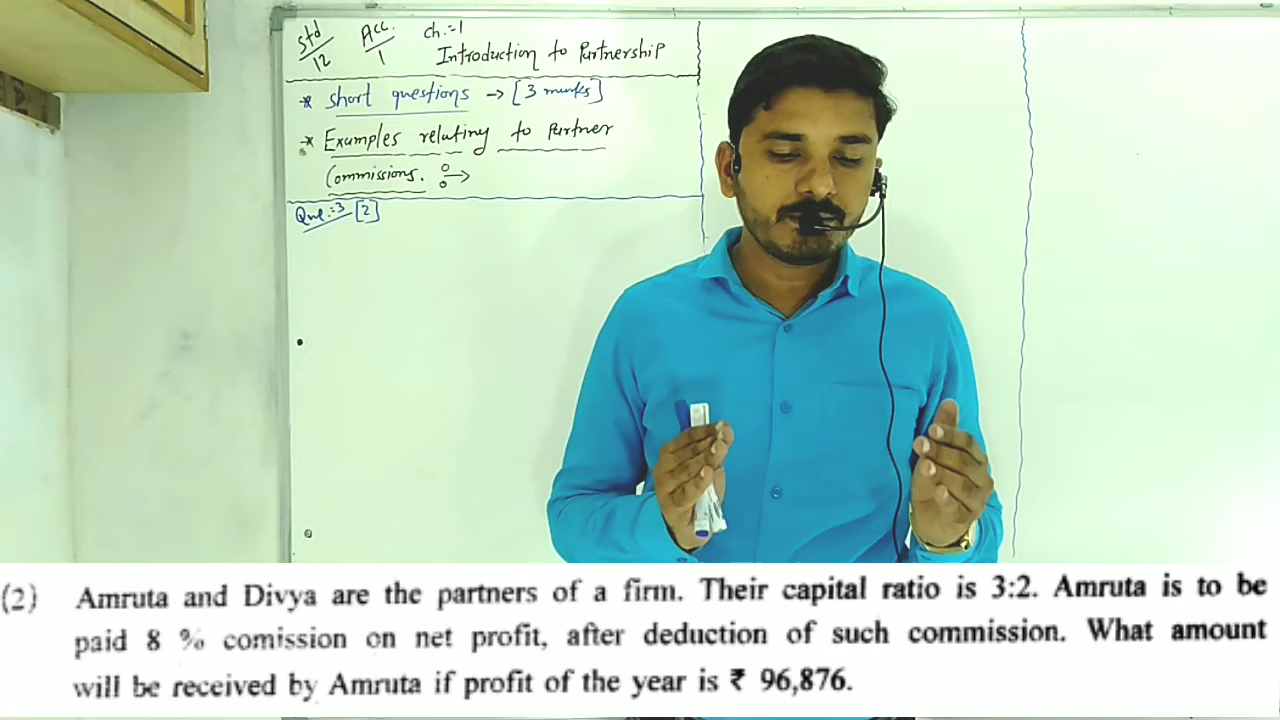 Std 12 Acc. 1 ch.:-1
Introduction to Partnership
* short questions → [3 marks]
* Examples relating to Partner
Commissions. →
Que.:-3 [2]
(2) Amruta and Divya are the partners of a firm. Their capital ratio is 3:2. Amruta is to be
paid 8 % comission on net profit, after deduction of such commission. What amount
will be received by Amruta if profit of the year is ₹ 96,876.